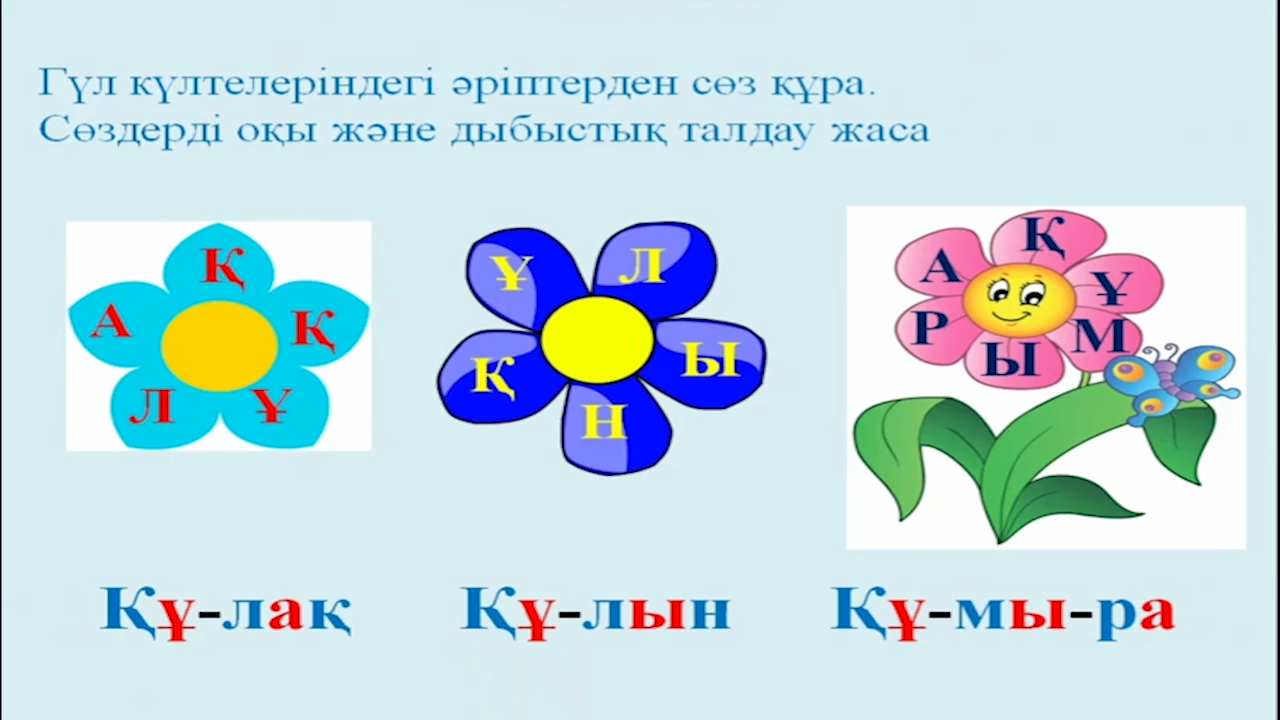 Гүл күлтелеріндегі әріптерден сөз құра.
Сөздерді оқы және дыбыстық талдау жаса
Қ
А Қ
Л Ұ
Ұ Л
Қ Ы
Н
Қ
А Ұ
Р М
Ы
Құ-лақ Құ-лын Құ-мы-ра